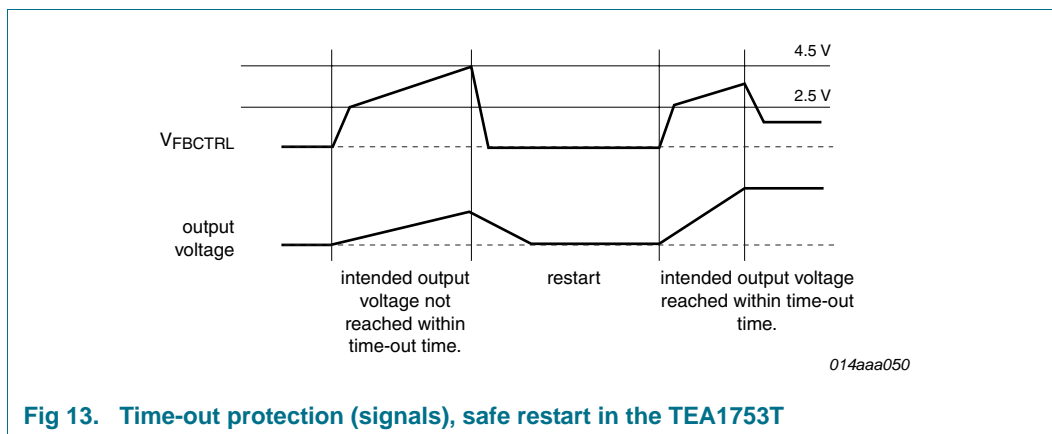 4.5 V
2.5 V
VFBCTRL
output
voltage
intended output
voltage not
reached within
time-out time.
restart
intended output voltage
reached within time-out
time.
014aaa050
Fig 13. Time-out protection (signals), safe restart in the TEA1753T